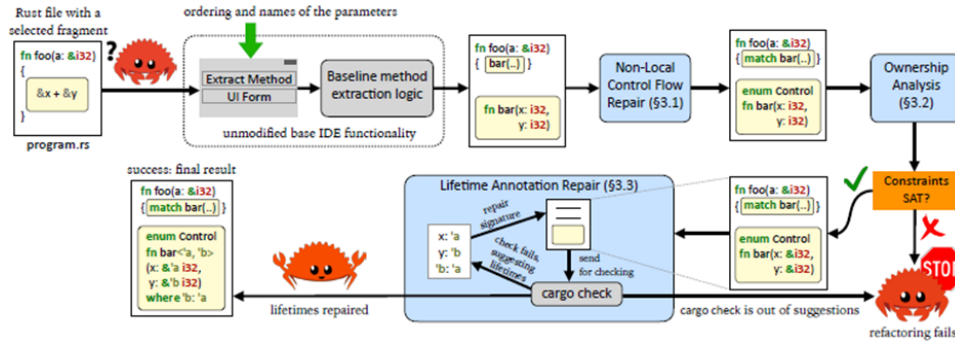 Rust file with a
selected fragment
fn foo(a: &i32)
{
&x + &y
}
program.rs
?
ordering and names of the parameters
Extract Method
UI Form
Baseline method
extraction logic
unmodified base IDE functionality
fn foo(a: &i32)
{ bar(..) }
fn bar(x: i32,
y: i32)
Non-Local
Control Flow
Repair (§3.1)
fn foo(a: &i32)
{ match bar(..) }
enum Control
fn bar(x: i32,
y: i32)
Ownership
Analysis
(§3.2)
Constraints
SAT?
STOP
refactoring fails
fn foo(a: &i32)
{ match bar(..) }
enum Control
fn bar(x: &i32,
y: &i32)
Lifetime Annotation Repair (§3.3)
repair
signature
x: 'a
y: 'b
'b: 'a
check fails,
suggesting
lifetimes
send
for checking
cargo check
cargo check is out of suggestions
lifetimes repaired
success: final result
fn foo(a: &i32)
{ match bar(..) }
enum Control
fn bar<'a, 'b>
(x: &'a i32,
y: &'b i32)
where 'b: 'a